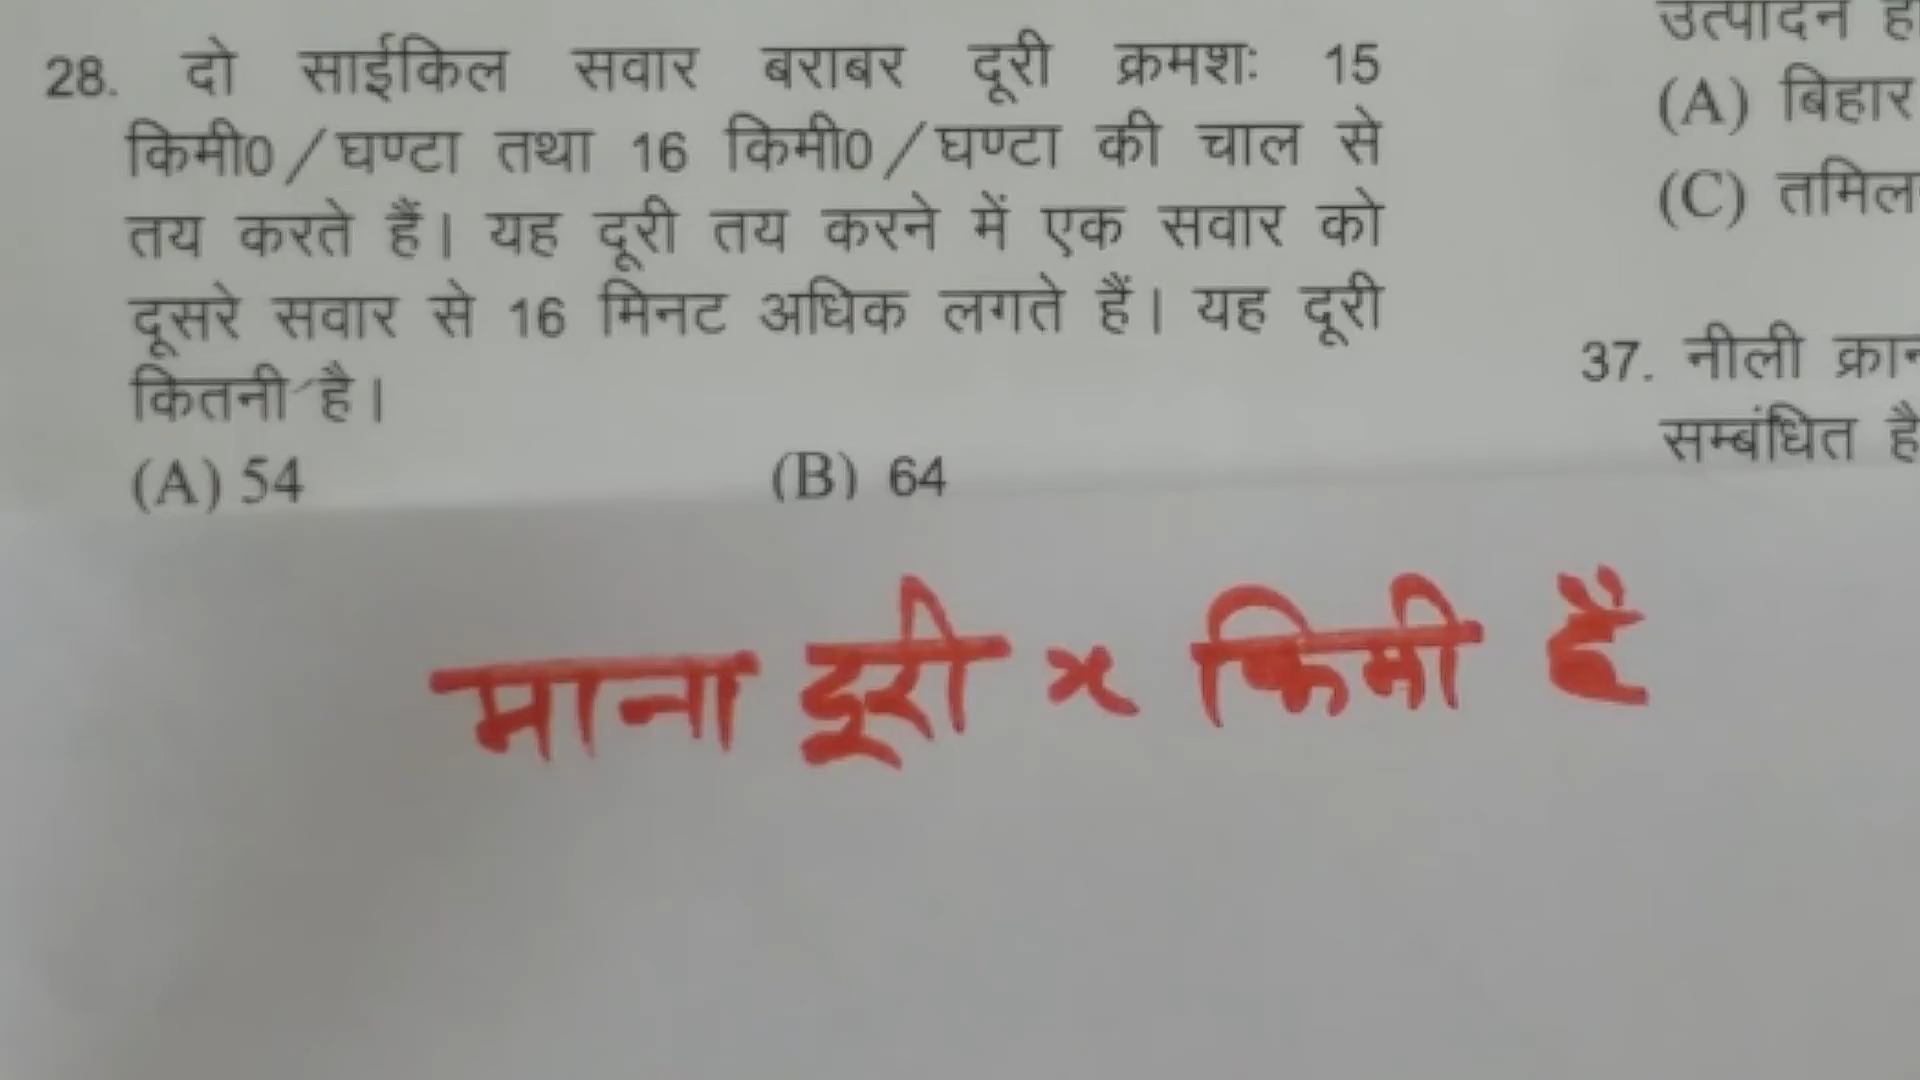 28. दो साईकिल सवार बराबर दूरी क्रमशः 15
किमी0/घण्टा तथा 16 किमी0/घण्टा की चाल से
तय करते हैं। यह दूरी तय करने में एक सवार को
दूसरे सवार से 16 मिनट अधिक लगते हैं। यह दूरी
कितनी है।
(A) 54 (B) 64
माना दूरी x किमी है
उत्पादन
(A) बिहार
(C)
37. नीली
सम्बंधित है